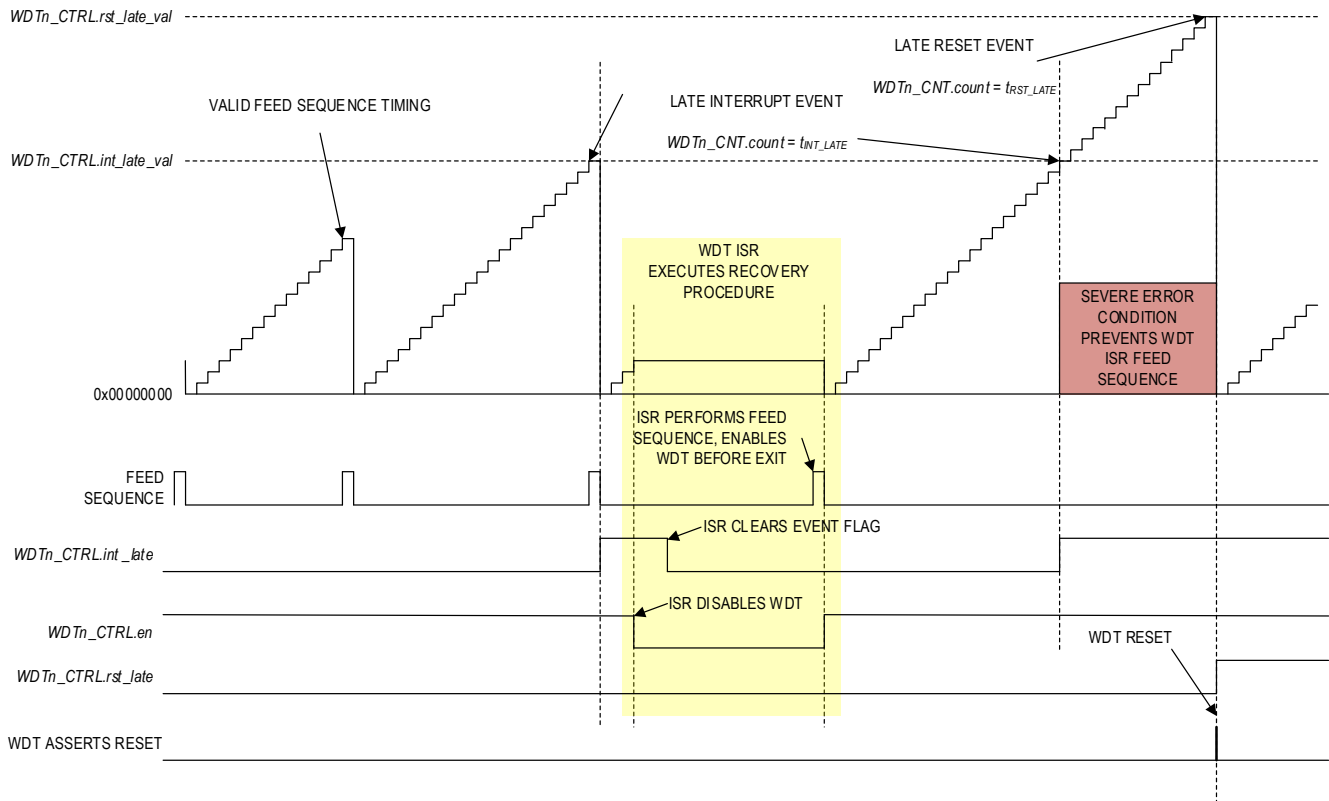 WDTn_CTRL.rst_late_val
LATE RESET EVENT
WDTn_CNT.count = tRST_LATE
VALID FEED SEQUENCE TIMING
LATE INTERRUPT EVENT
WDTn_CNT.count = tINT_LATE
WDTn_CTRL.int_late_val
WDT ISR
EXECUTES RECOVERY
PROCEDURE
SEVERE ERROR
CONDITION
PREVENTS WDT
ISR FEED
SEQUENCE
0x00000000
ISR PERFORMS FEED
SEQUENCE, ENABLES
WDT BEFORE EXIT
FEED
SEQUENCE
ISR CLEARS EVENT FLAG
WDTn_CTRL.int_late
ISR DISABLES WDT
WDTn_CTRL.en
WDT RESET
WDTn_CTRL.rst_late
WDT ASSERTS RESET